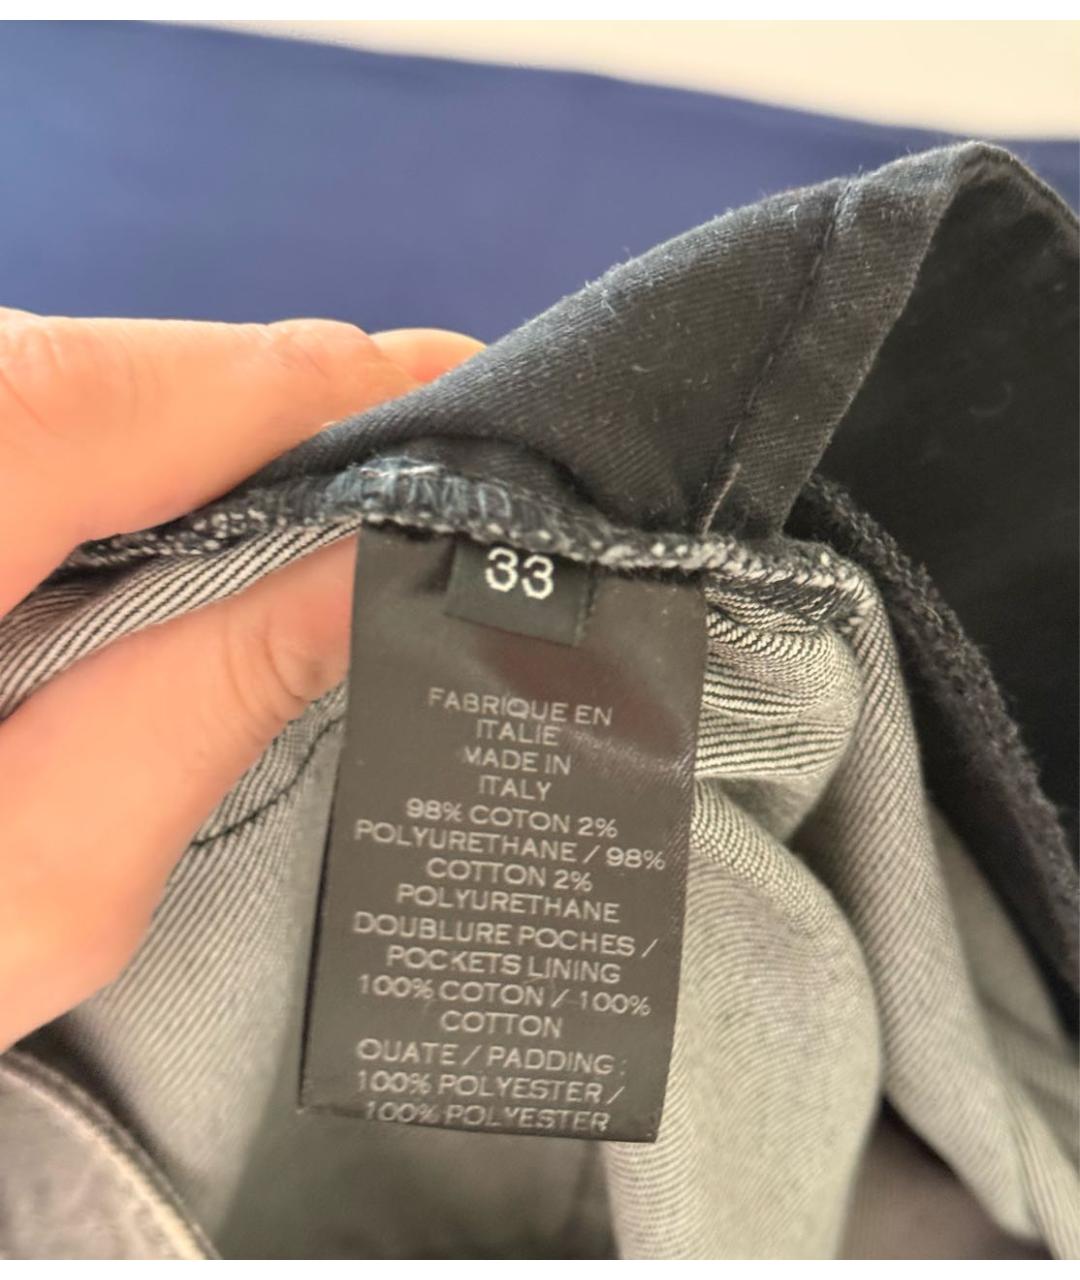 33
FABRIQUE EN
ITALIE
MADE IN
ITALY
98% COTON 2%
POLYURETHANE / 98%
COTTON 2%
POLYURETHANE
DOUBLURE POCHES /
POCKETS LINING
100% COTON / 100%
COTTON
OUATE / PADDING :
100% POLYESTER /
100% POLYESTER